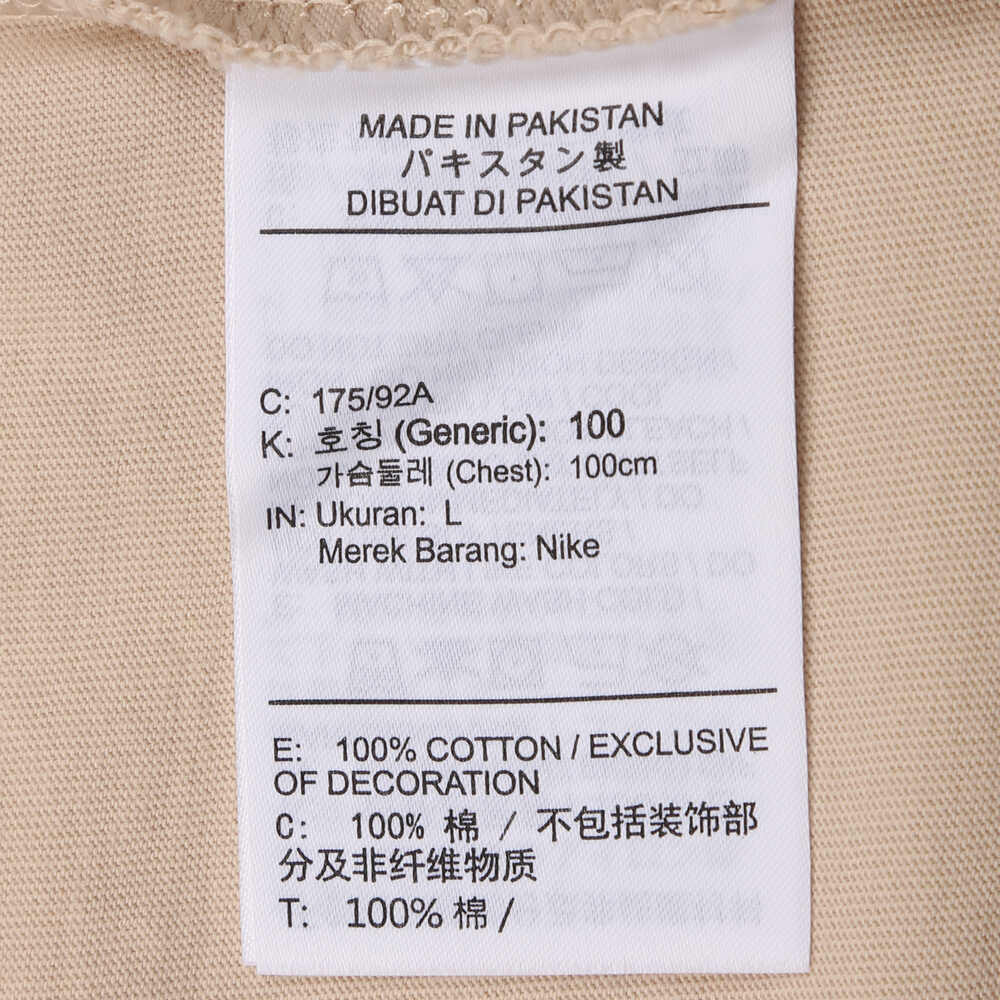 MADE IN PAKISTAN
パキスタン製
DIBUAT DI PAKISTAN
C: 175/92A
K: 호칭 (Generic): 100
가슴둘레 (Chest): 100cm
IN: Ukuran: L
Merek Barang: Nike
E: 100% COTTON / EXCLUSIVE
OF DECORATION
C: 100% 棉 / 不包括装饰部
分及非纤维物质
T: 100% 棉 /